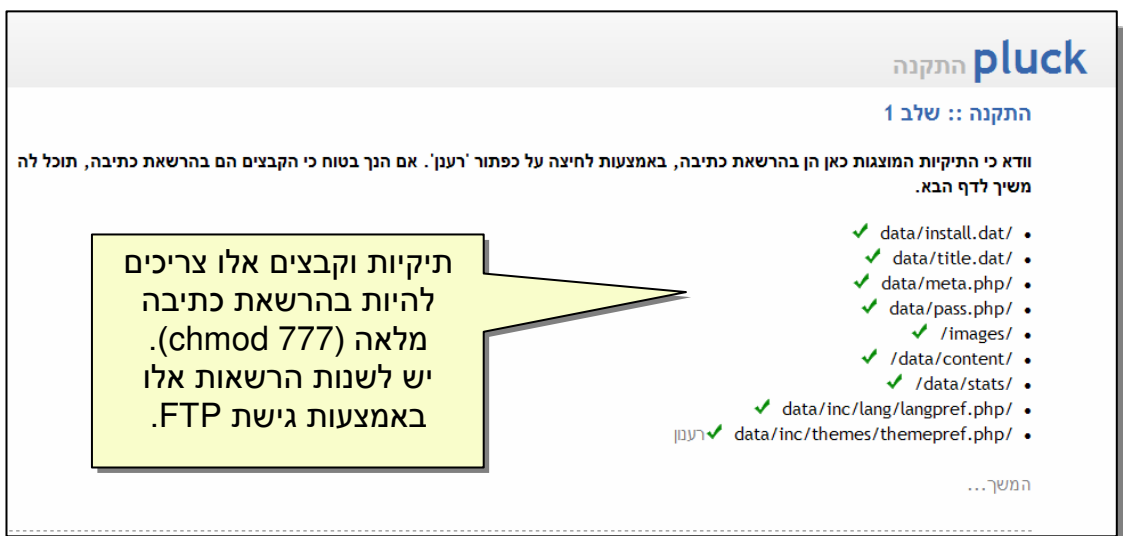 pluck התקנה
התקנה :: שלב 1
וודא כי התיקיות המוצגות כאן הן בהרשאת כתיבה, באמצעות לחיצה על כפתור 'רענן'. אם הנך בטוח כי הקבצים הם בהרשאת כתיבה, תוכל לה
משיך לדף הבא.
data/install.dat/
data/title.dat/
data/meta.php/
data/pass.php/
/images/
/data/content/
/data/stats/
data/inc/lang/langpref.php/
data/inc/themes/themepref.php/ רענון
המשך...
תיקיות וקבצים אלו צריכים
להיות בהרשאת כתיבה
מלאה (chmod 777).
יש לשנות הרשאות אלו
באמצעות גישת FTP.